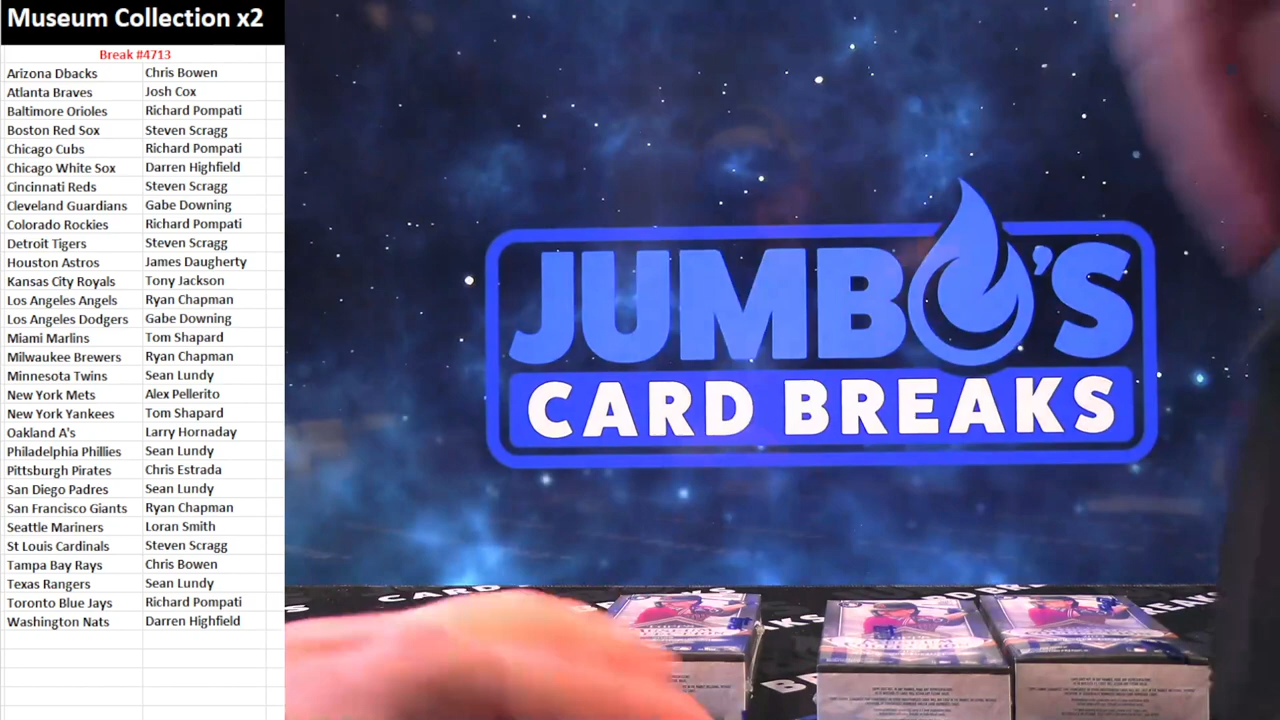 Museum Collection x2
Break #4713
Arizona Dbacks Chris Bowen
Atlanta Braves Josh Cox
Baltimore Orioles Richard Pompati
Boston Red Sox Steven Scragg
Chicago Cubs Richard Pompati
Chicago White Sox Darren Highfield
Cincinnati Reds Steven Scragg
Cleveland Guardians Gabe Downing
Colorado Rockies Richard Pompati
Detroit Tigers Steven Scragg
Houston Astros James Daugherty
Kansas City Royals Tony Jackson
Los Angeles Angels Ryan Chapman
Los Angeles Dodgers Gabe Downing
Miami Marlins Tom Shapard
Milwaukee Brewers Ryan Chapman
Minnesota Twins Sean Lundy
New York Mets Alex Pellerito
New York Yankees Tom Shapard
Oakland A's Larry Hornaday
Philadelphia Phillies Sean Lundy
Pittsburgh Pirates Chris Estrada
San Diego Padres Sean Lundy
San Francisco Giants Ryan Chapman
Seattle Mariners Loran Smith
St Louis Cardinals Steven Scragg
Tampa Bay Rays Chris Bowen
Texas Rangers Sean Lundy
Toronto Blue Jays Richard Pompati
Washington Nats Darren Highfield
JUMBO'S
CARD BREAKS